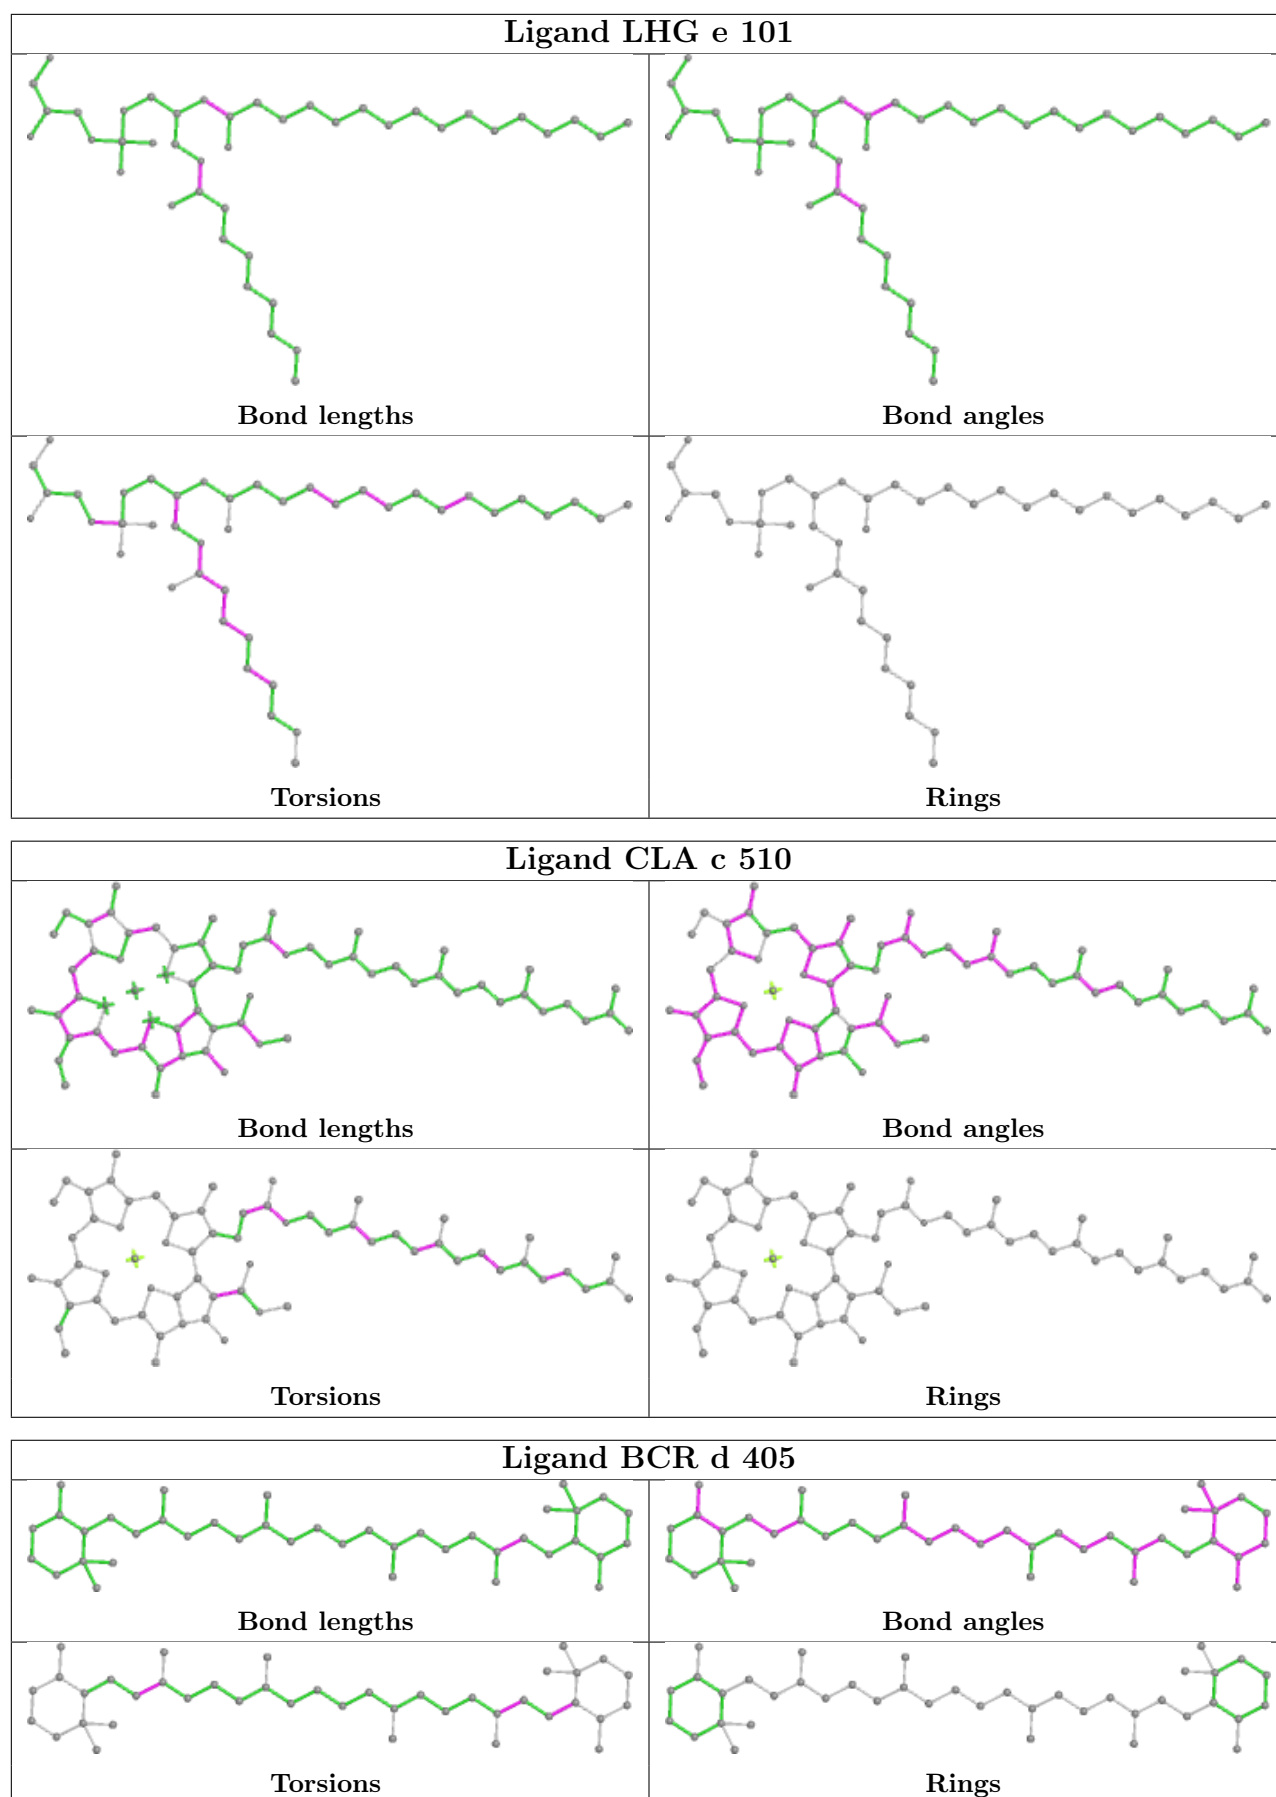 Ligand LHG e 101
Bond lengths
Bond angles
Torsions
Rings
Ligand CLA c 510
Bond lengths
Bond angles
Torsions
Rings
Ligand BCR d 405
Bond lengths
Bond angles
Torsions
Rings